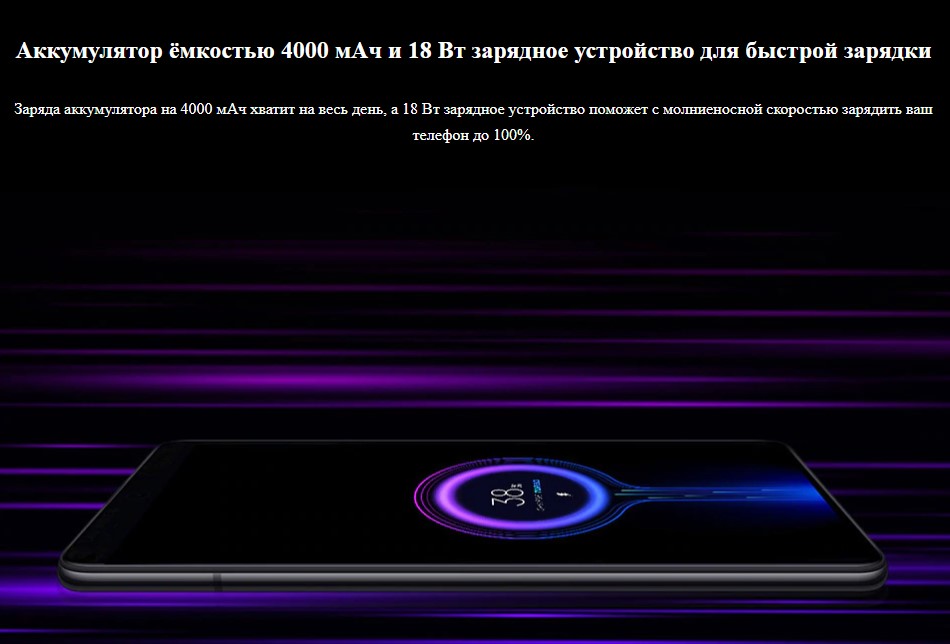 Аккумулятор ёмкостью 4000 мАч и 18 Вт зарядное устройство для быстрой зарядки
Заряда аккумулятора на 4000 мАч хватит на весь день, а 18 Вт зарядное устройство поможет с молниеносной скоростью зарядить ваш
телефон до 100%.
38%